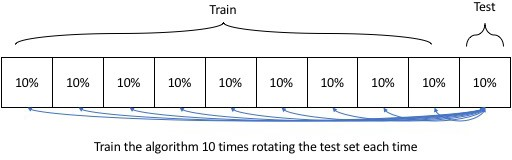 Train
Test
10% 10% 10% 10% 10% 10% 10% 10% 10% 10%
Train the algorithm 10 times rotating the test set each time